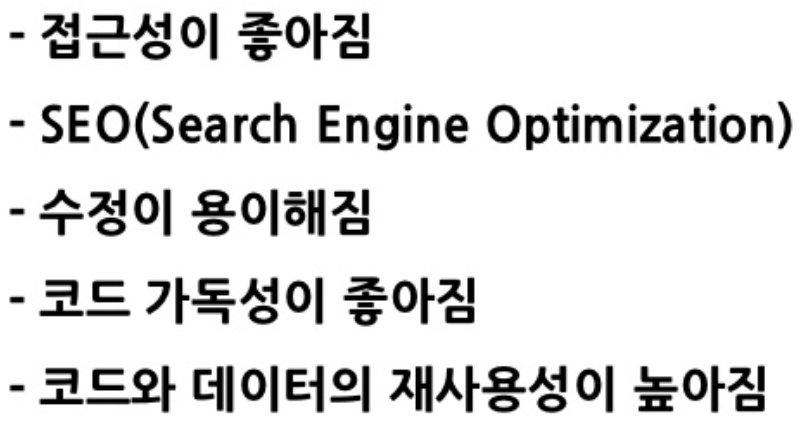 - 접근성이 좋아짐
- SEO(Search Engine Optimization)
- 수정이 용이해짐
- 코드 가독성이 좋아짐
- 코드와 데이터의 재사용성이 높아짐